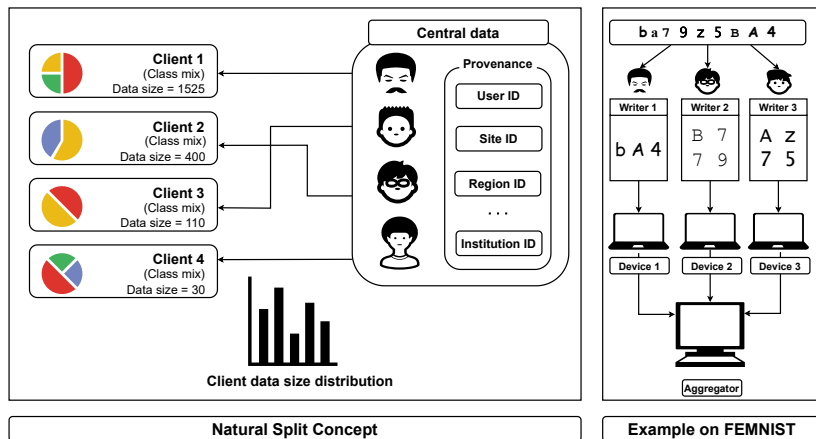 Client 1
(Class mix)
Data size = 1525
Client 2
(Class mix)
Data size = 400
Client 3
(Class mix)
Data size = 110
Client 4
(Class mix)
Data size = 30
Client data size distribution
Central data
Provenance
User ID
Site ID
Region ID
...
Institution ID
Natural Split Concept
b a 7 9 z 5 B A 4
Writer 1
b A 4
Writer 2
B 7
7 9
Writer 3
A z
7 5
Device 1
Device 2
Device 3
Aggregator
Example on FEMNIST